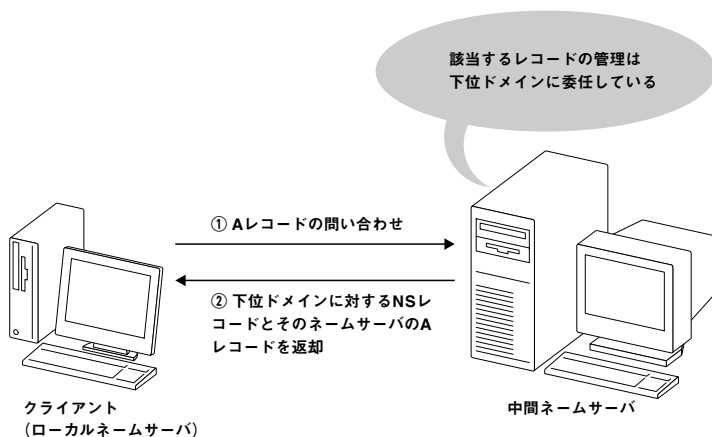 該当するレコードの管理は
下位ドメインに委任している
① Aレコードの問い合わせ
② 下位ドメインに対するNSレ
コードとそのネームサーバのA
レコードを返却
クライアント
(ローカルネームサーバ)
中間ネームサーバ